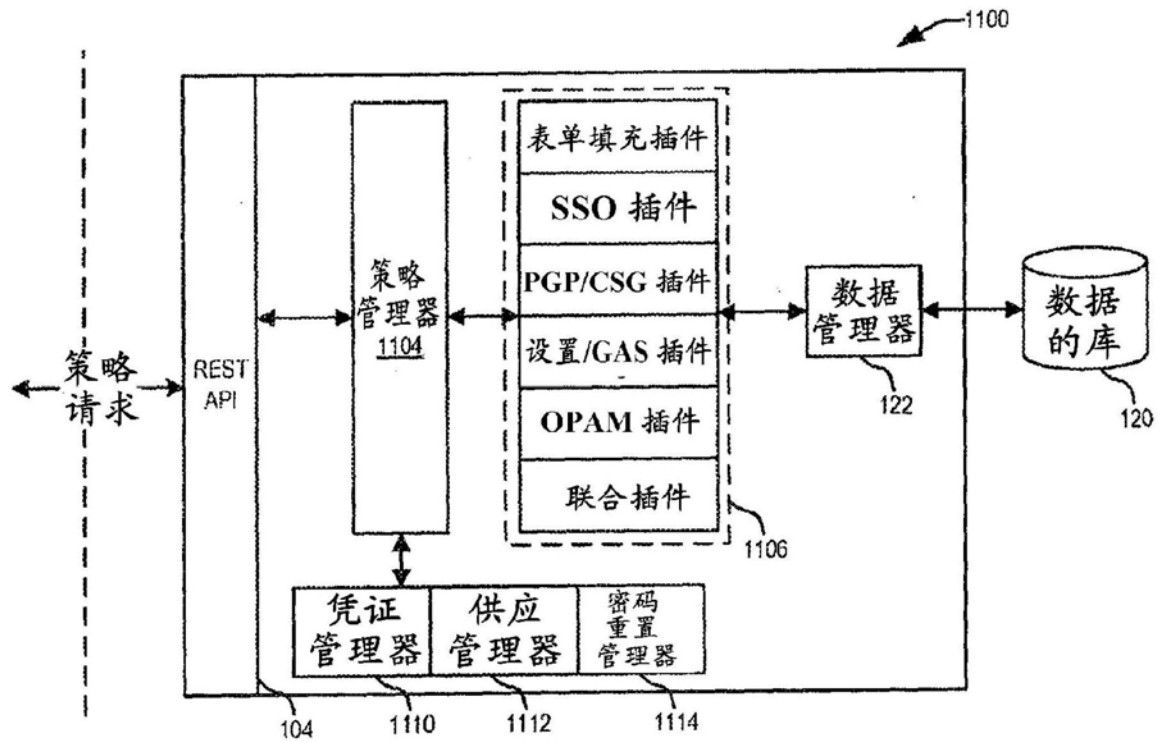 1100
表单填充插件
SSO 插件
PGP/CSG 插件
设置/GAS 插件
OPAM 插件
联合插件
1106
策略
管理器
1104
数据
管理器
122
数据
的库
120
策略
请求
REST
API
104
凭证
管理器
1110
供应
管理器
1112
密码
重置
管理器
1114